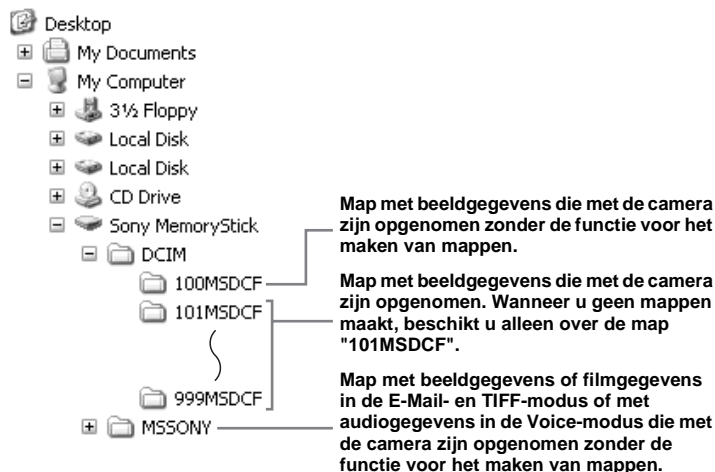 Desktop
My Documents
My Computer
3½ Floppy
Local Disk
Local Disk
CD Drive
Sony MemoryStick
DCIM
100MSDCF
101MSDCF
999MSDCF
MSSONY
Map met beeldgegevens die met de camera
zijn opgenomen zonder de functie voor het
maken van mappen.
Map met beeldgegevens die met de camera
zijn opgenomen. Wanneer u geen mappen
maakt, beschikt u alleen over de map
"101MSDCF".
Map met beeldgegevens of filmgegevens
in de E-Mail- en TIFF-modus of met
audiogegevens in de Voice-modus die met
de camera zijn opgenomen zonder de
functie voor het maken van mappen.